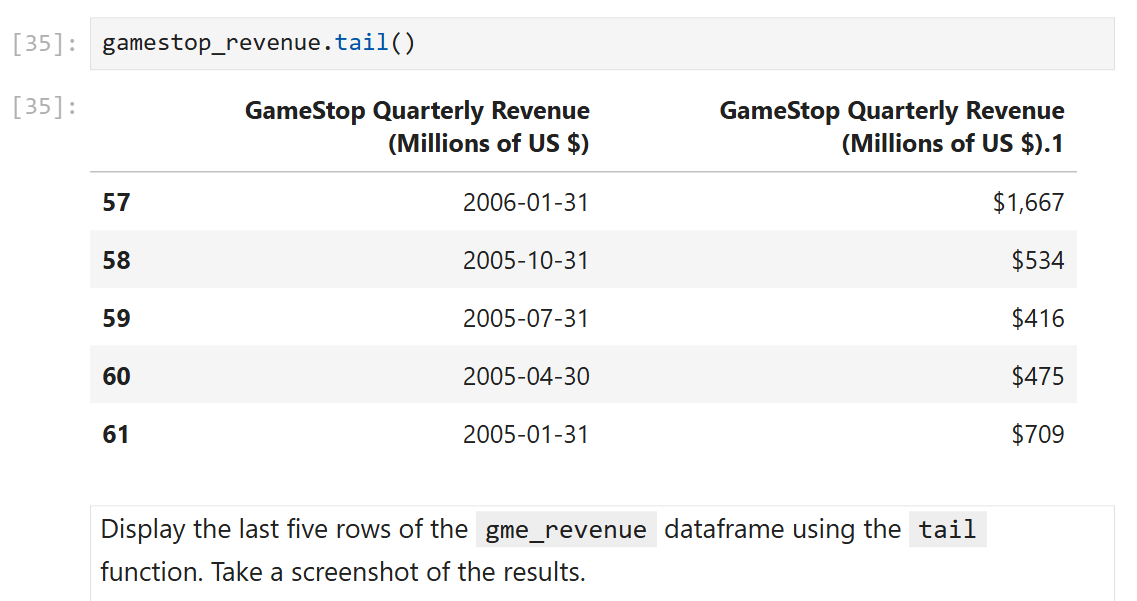 [35]: gamestop_revenue.tail()
[35]:
GameStop Quarterly Revenue (Millions of US $) GameStop Quarterly Revenue (Millions of US $).1
57 2006-01-31 $1,667
58 2005-10-31 $534
59 2005-07-31 $416
60 2005-04-30 $475
61 2005-01-31 $709
Display the last five rows of the gme_revenue dataframe using the tail
function. Take a screenshot of the results.